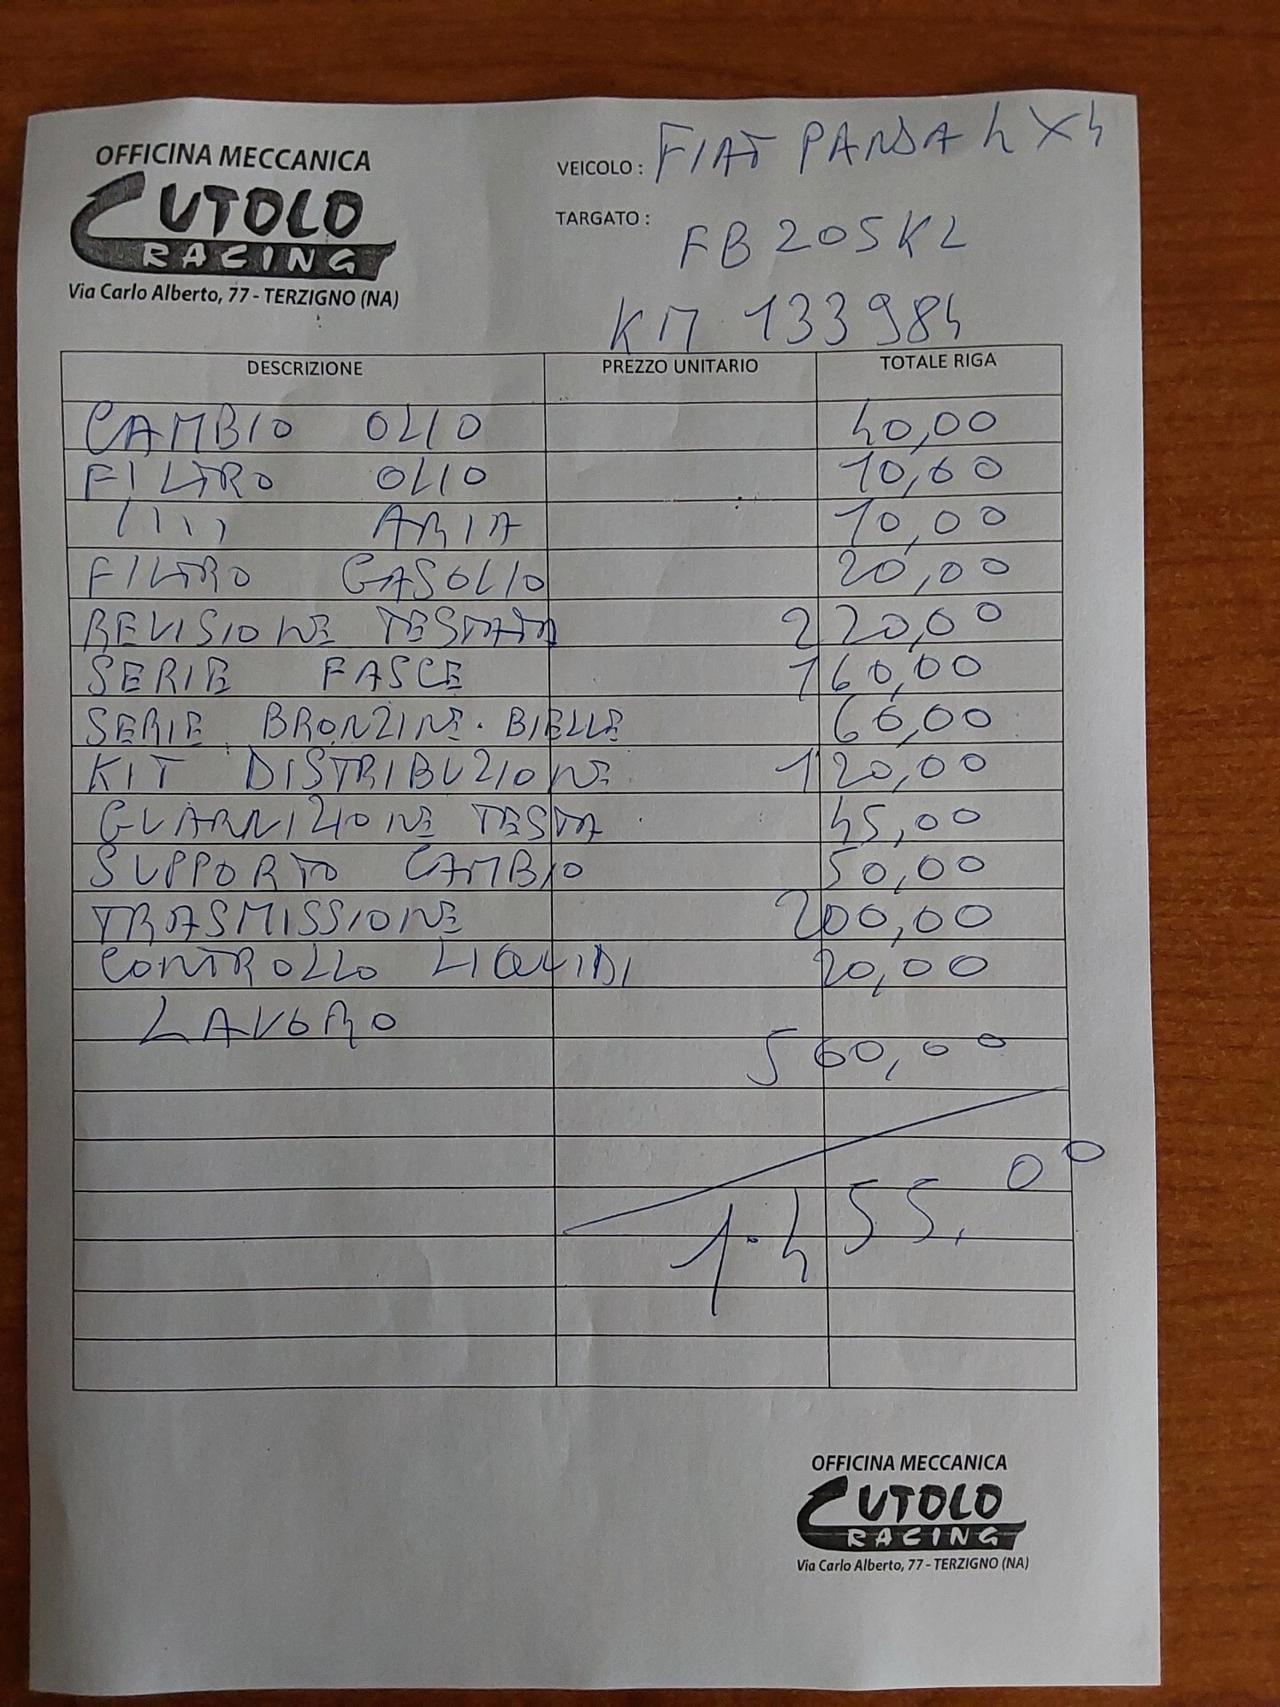 OFFICINA MECCANICA
CUTOLO
RACING
Via Carlo Alberto, 77 - TERZIGNO (NA)
VEICOLO : FIAT PANDA 4X4
TARGATO : FB205KL
KM 133984
DESCRIZIONE PREZZO UNITARIO TOTALE RIGA
CAMBIO OLIO 40,00
FILTRO OLIO 10,00
'''' ARIA 10,00
FILTRO GASOLIO 20,00
REVISIONE TESTATA 220,00
SERIE FASCE 160,00
SERIE BRONZINE. BIELLE 60,00
KIT DISTRIBUZIONE 120,00
GUARNIZIONE TESTA 45,00
SUPPORTO CAMBIO 50,00
TRASMISSIONE 200,00
CONTROLLO LIQUIDI 20,00
LAVORO
500,00
1.455,00
OFFICINA MECCANICA
CUTOLO
RACING
Via Carlo Alberto, 77 - TERZIGNO (NA)